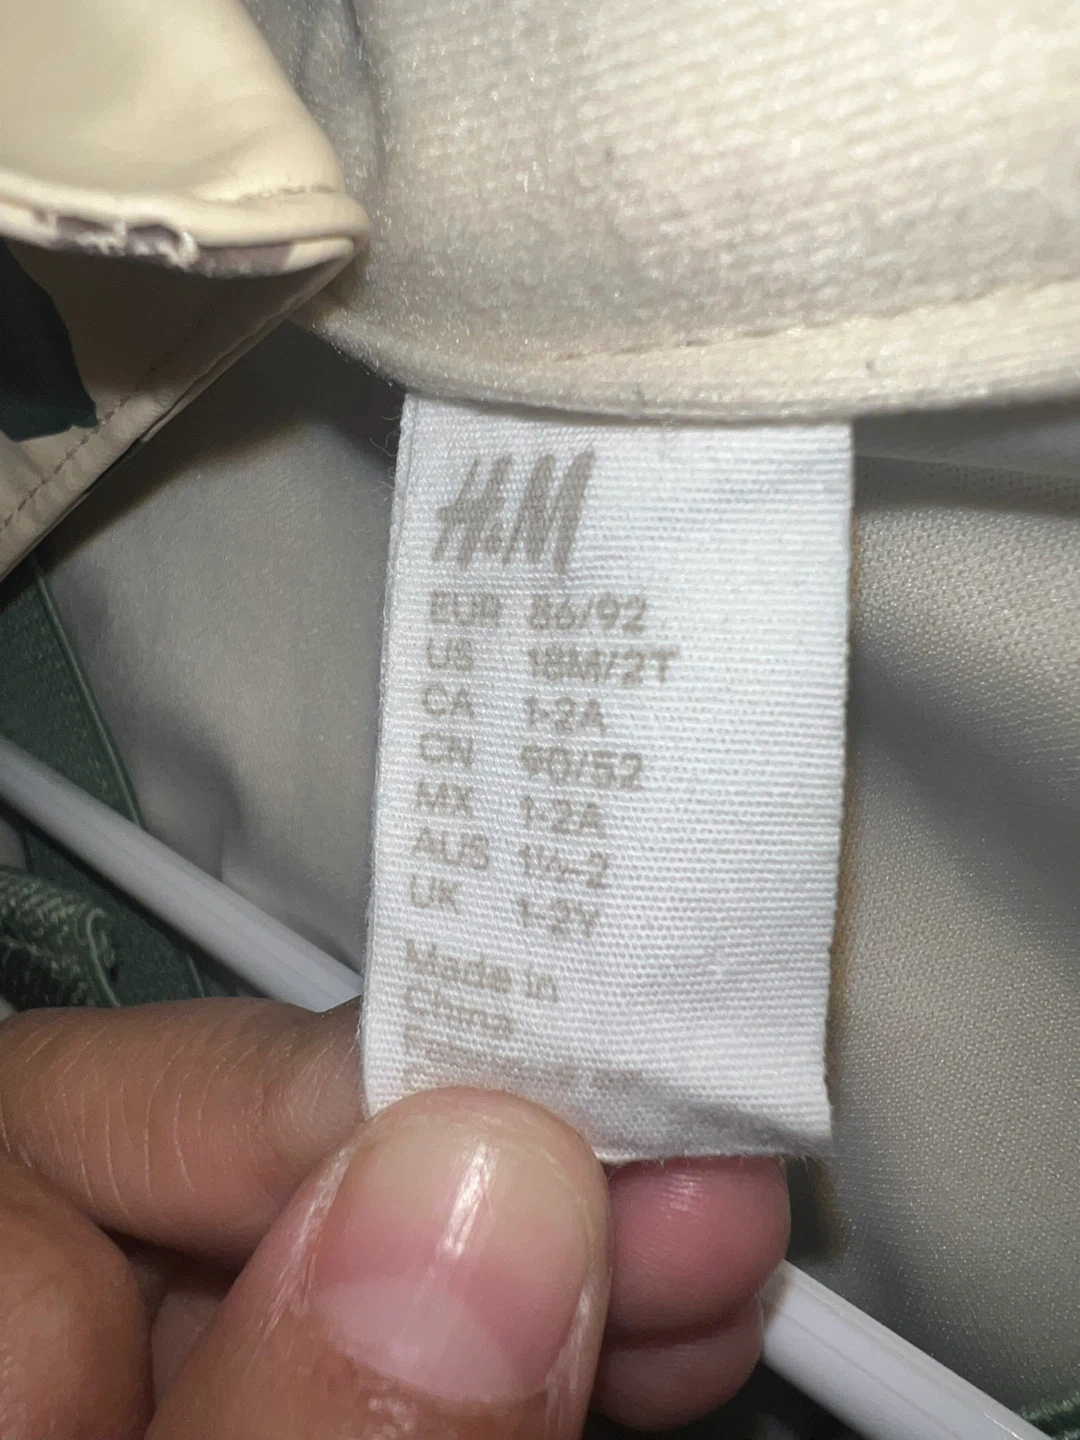 H&M
EUR 86/92
US 18M/2T
CA 1-2A
CN 90/52
MX 1-2A
AUS 1½-2
UK 1-2Y
Made in
China